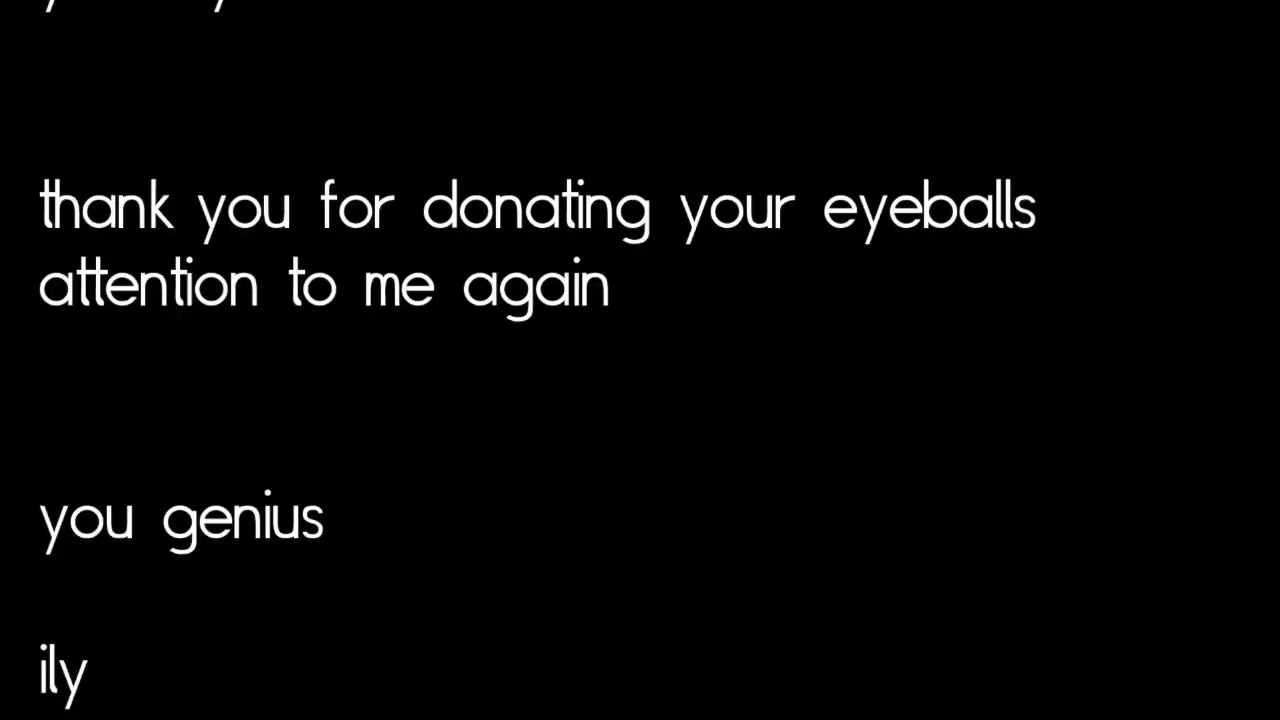 thank you for donating your eyeballs
attention to me again
you genius
ily